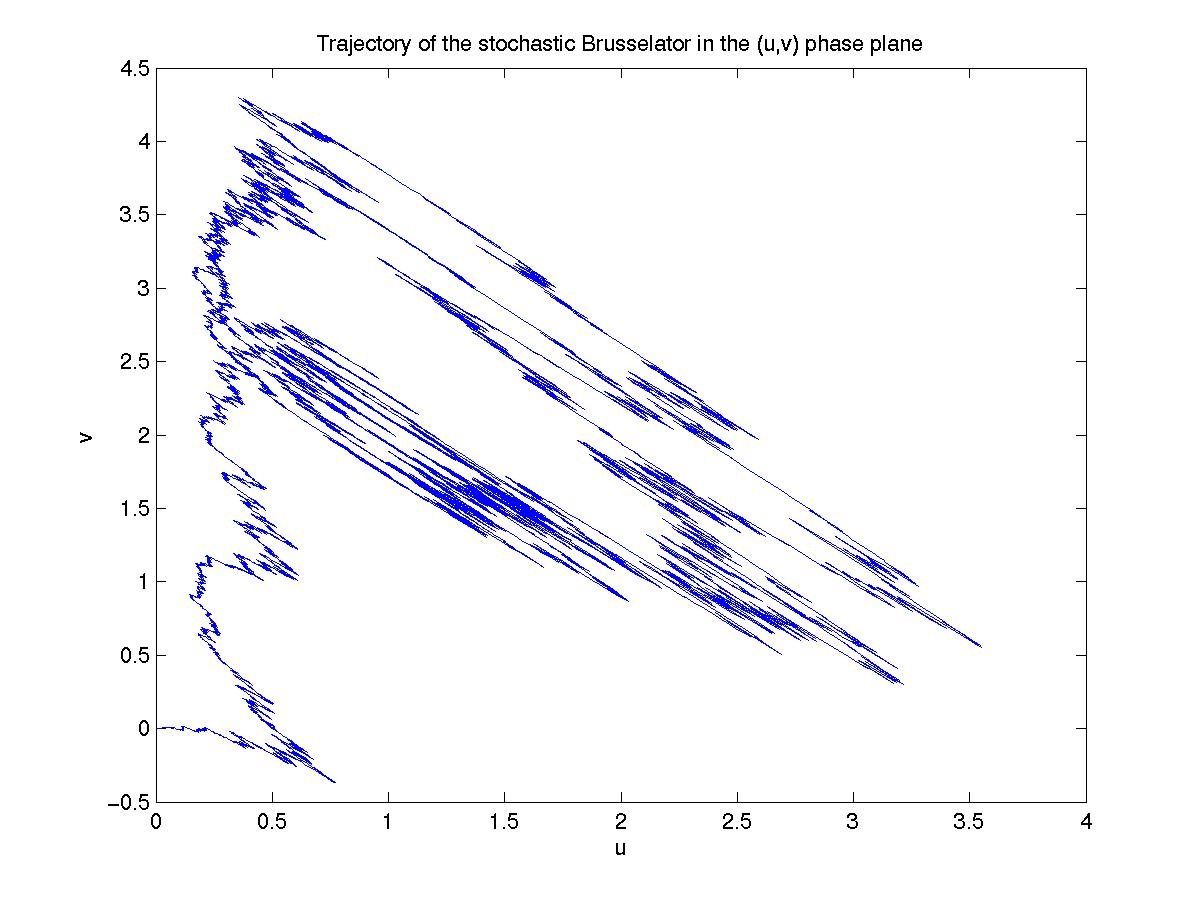 Trajectory of the stochastic Brusselator in the (u,v) phase plane
4.5
4
3.5
3
2.5
2
1.5
1
0.5
0
−0.5
v
0 0.5 1 1.5 2 2.5 3 3.5 4
u